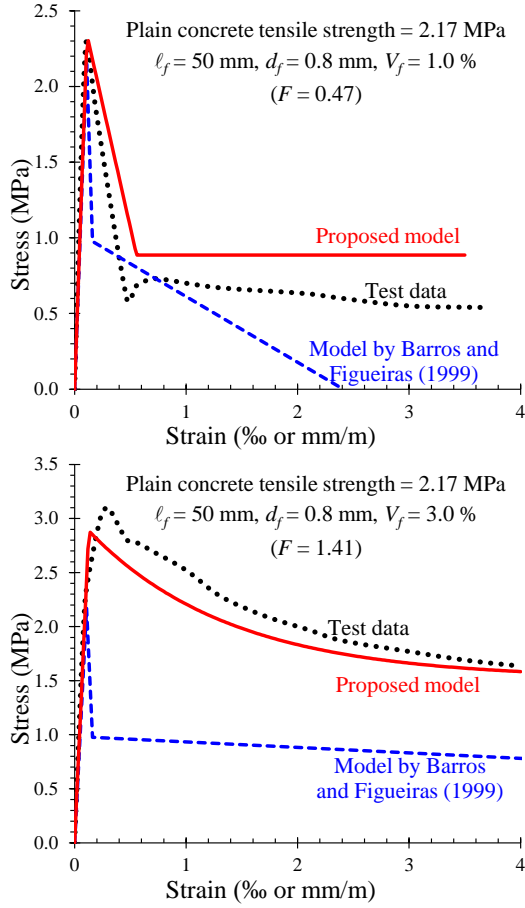 Plain concrete tensile strength = 2.17 MPa
ℓf = 50 mm, df = 0.8 mm, Vf = 1.0 %
(F = 0.47)
2.5
2.0
1.5
1.0
0.5
0.0
Stress (MPa)
Proposed model
Test data
Model by Barros and
Figueiras (1999)
0 1 2 3 4
Strain (‰ or mm/m)
Plain concrete tensile strength = 2.17 MPa
ℓf = 50 mm, df = 0.8 mm, Vf = 3.0 %
(F = 1.41)
3.5
3.0
2.5
2.0
1.5
1.0
0.5
0.0
Stress (MPa)
Test data
Proposed model
Model by Barros
and Figueiras (1999)
0 1 2 3 4
Strain (‰ or mm/m)